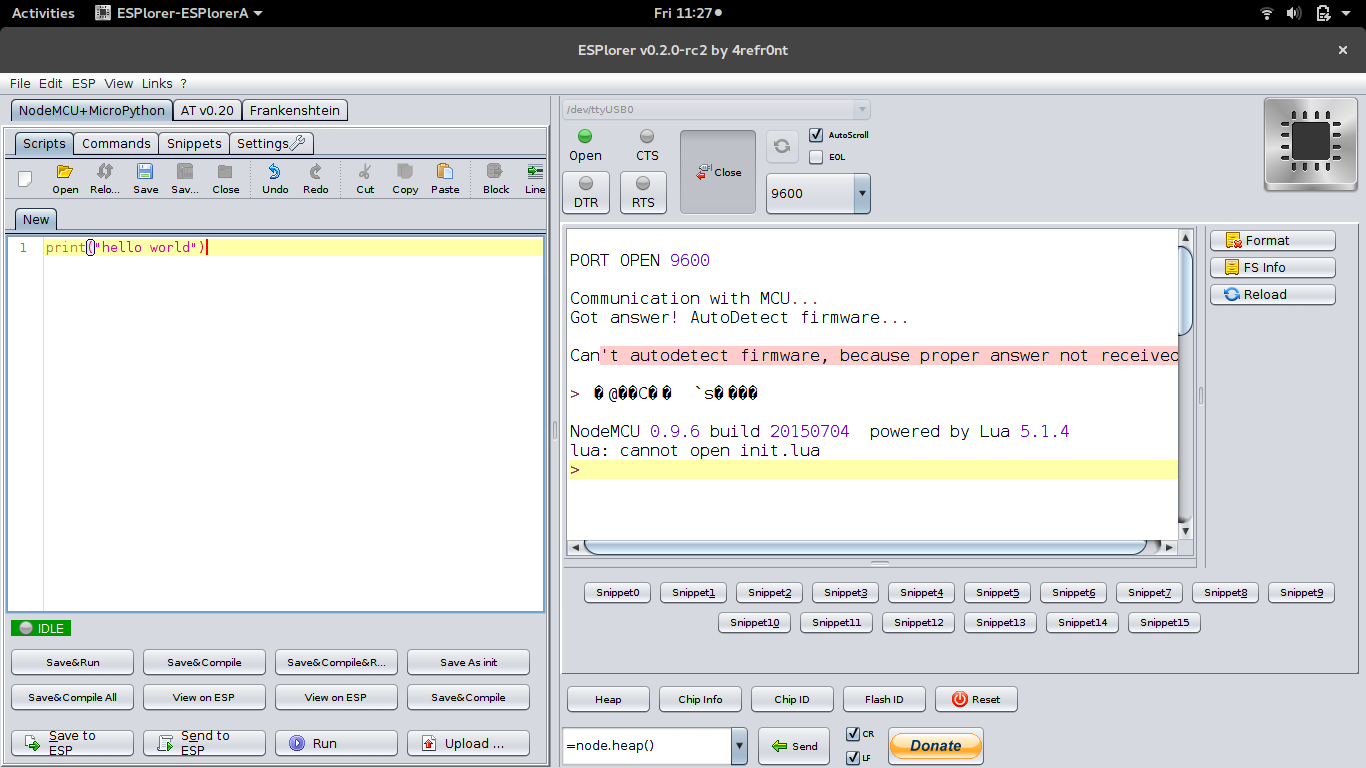 Activities ESPlorer-ESPlorerA Fri 11:27
ESPlorer v0.2.0-rc2 by 4refr0nt ×
File Edit ESP View Links ?
NodeMCU+MicroPython AT v0.20 Frankenshtein
Scripts Commands Snippets Settings
Open Relo... Save Sav... Close Undo Redo Cut Copy Paste Block Line
New
1 print("hello world")
IDLE
Save&Run Save&Compile Save&Compile&R... Save As init
Save&Compile All View on ESP View on ESP Save&Compile
Save to ESP Send to ESP Run Upload ...
/dev/ttyUSB0
Open CTS Close AutoScroll
EOL
DTR RTS 9600
PORT OPEN 9600
Communication with MCU...
Got answer! AutoDetect firmware...
Can't autodetect firmware, because proper answer not received
> �@��C�� `s����
NodeMCU 0.9.6 build 20150704 powered by Lua 5.1.4
lua: cannot open init.lua
>
Format
FS Info
Reload
Snippet0 Snippet1 Snippet2 Snippet3 Snippet4 Snippet5 Snippet6 Snippet7 Snippet8 Snippet9
Snippet10 Snippet11 Snippet12 Snippet13 Snippet14 Snippet15
Heap Chip Info Chip ID Flash ID Reset
=node.heap() Send CR Donate
LF